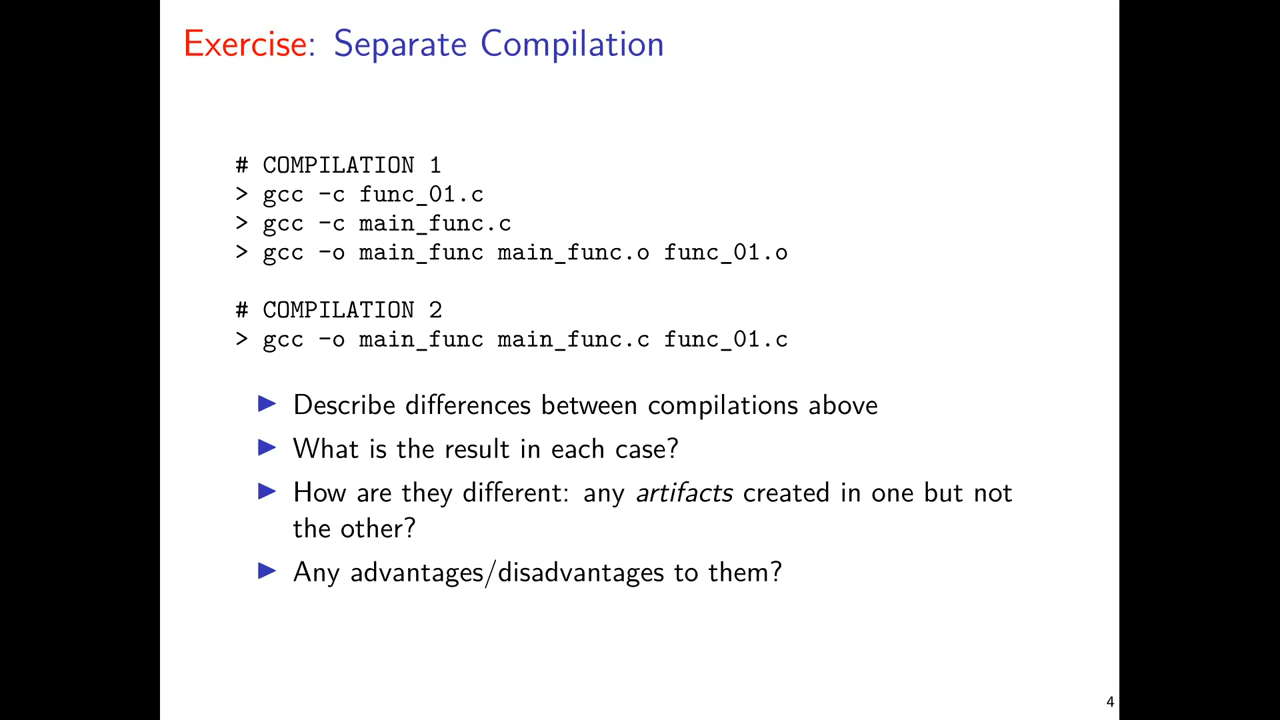 Exercise: Separate Compilation
# COMPILATION 1
> gcc -c func_01.c
> gcc -c main_func.c
> gcc -o main_func main_func.o func_01.o
# COMPILATION 2
> gcc -o main_func main_func.c func_01.c
▶ Describe differences between compilations above
▶ What is the result in each case?
▶ How are they different: any artifacts created in one but not
the other?
▶ Any advantages/disadvantages to them?
4